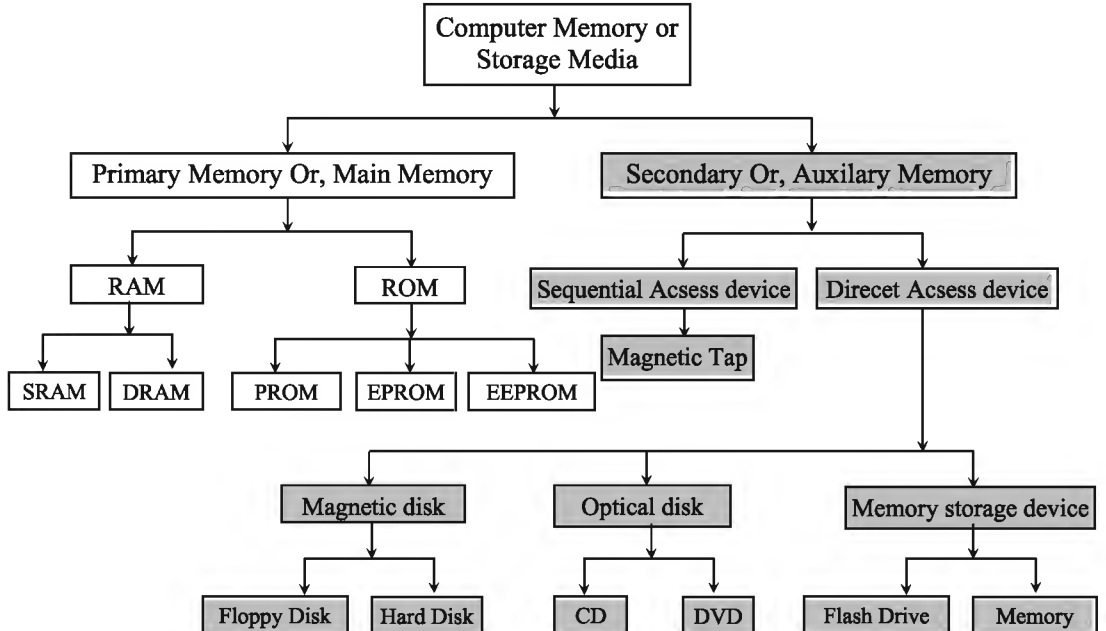 Computer Memory or
Storage Media
Primary Memory Or, Main Memory
Secondary Or, Auxilary Memory
RAM
ROM
Sequential Acsess device
Direcet Acsess device
Magnetic Tap
SRAM
DRAM
PROM
EPROM
EEPROM
Magnetic disk
Optical disk
Memory storage device
Floppy Disk
Hard Disk
CD
DVD
Flash Drive
Memory